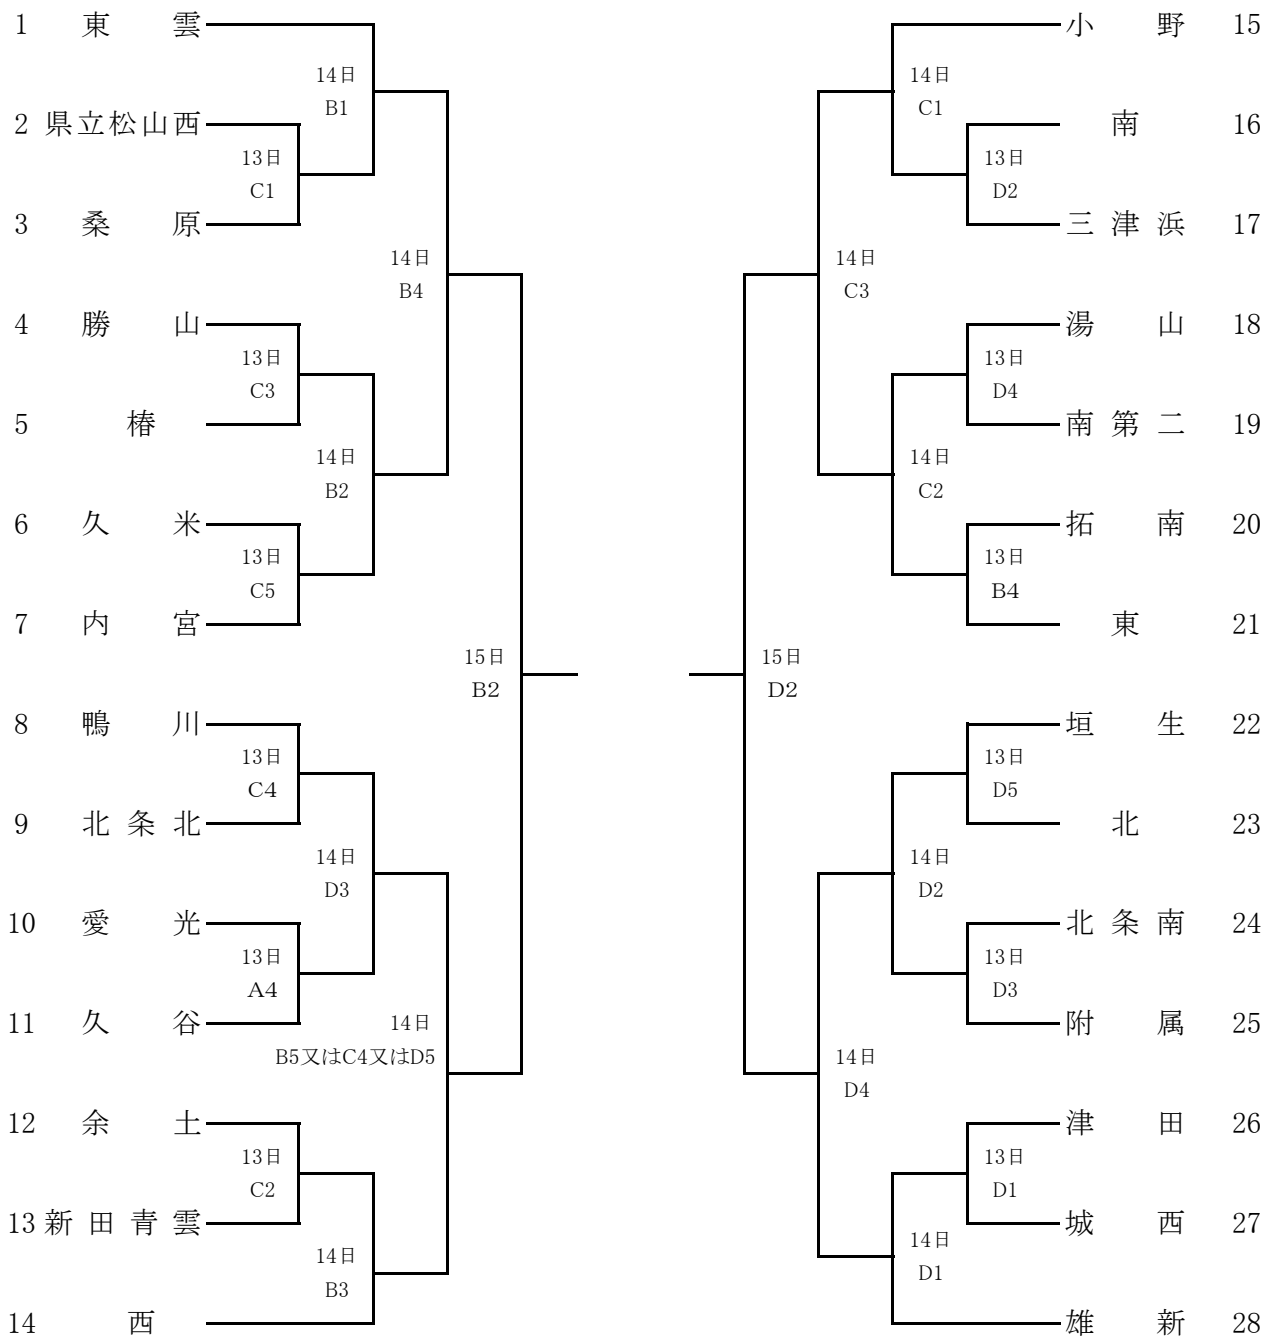 1 東雲 小野 15
14日 14日
B1 C1
2 県立松山西 南 16
13日 13日
C1 D2
3 桑原 三津浜 17
14日 14日
B4 C3
4 勝山 湯山 18
13日 13日
C3 D4
5 椿 南第二 19
14日 14日
B2 C2
6 久米 拓南 20
13日 13日
C5 B4
7 内宮 東 21
15日 15日
B2 D2
8 鴨川 垣生 22
13日 13日
C4 D5
9 北条北 北 23
14日 14日
D3 D2
10 愛光 北条南 24
13日 13日
A4 D3
11 久谷 14日 附属 25
B5又はC4又はD5 14日
D4
12 余土 津田 26
13日 13日
C2 D1
13 新田青雲 城西 27
14日 14日
B3 D1
14 西 雄新 28